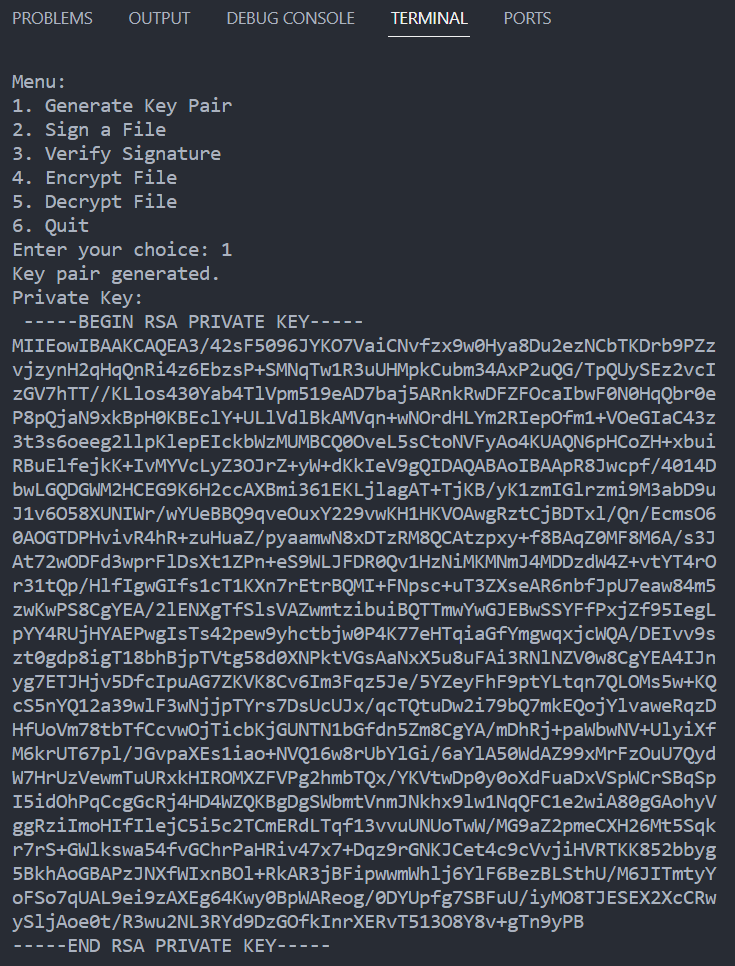 PROBLEMS OUTPUT DEBUG CONSOLE TERMINAL PORTS
Menu:
1. Generate Key Pair
2. Sign a File
3. Verify Signature
4. Encrypt File
5. Decrypt File
6. Quit
Enter your choice: 1
Key pair generated.
Private Key:
-----BEGIN RSA PRIVATE KEY-----
MIIEowIBAAKCAQEA3/42sF5096JYKO7VaiCNvfzx9w0Hya8Du2ezNCbTKDrb9PZz
vjzynH2qHqQnRi4z6EbzsP+SMNqTw1R3uUHMpkCubm34AxP2uQG/TpQUySEz2vcI
zGV7hTT//KLlos430Yab4TlVpm519eAD7baj5ARnkRwDFZFOcaIbwF0N0HqQbr0e
P8pQjaN9xkBpH0KBEclY+ULlVdlBkAMVqn+wNOrdHLYm2RIepOfm1+VOeGIaC43z
3t3s6oeeg2llpKlepEIckbWzMUMBCQ0OveL5sCtoNVFyAo4KUAQN6pHCoZH+xbui
RBuElfejkK+IvMYVcLyZ3OJrZ+yW+dKkIeV9gQIDAQABAoIBAApR8Jwcpf/4014D
bwLGQDGWM2HCEG9K6H2ccAXBmi361EKLjlagAT+TjKB/yK1zmIGlrzmi9M3abD9u
J1v6O58XUNIWr/wYUeBBQ9qveOuxY229vwKH1HKVOAwgRztCjBDTxl/Qn/EcmsO6
0AOGTDPHvivR4hR+zuHuaZ/pyaamwN8xDTzRM8QCAtzpxy+f8BAqZ0MF8M6A/s3J
At72wODFd3wprFlDsXt1ZPn+eS9WLJFDR0Qv1HzNiMKMNmJ4MDDzdW4Z+vtYT4rO
r31tQp/HlfIgwGIfs1cT1KXn7rEtrBQMI+FNpsc+uT3ZXseAR6nbfJpU7eaw84m5
zwKwPS8CgYEA/2lENXgTfSlsVAZwmtzibuiBQTTmwYwGJEBwSSYFfPxjZf95IegL
pYY4RUjHYAEPwgIsTs42pew9yhctbjw0P4K77eHTqiaGfYmgwqxjcWQA/DEIvv9s
zt0gdp8igT18bhBjpTVtg58d0XNPktVGsAaNxX5u8uFAi3RNlNZV0w8CgYEA4IJn
yg7ETJHjv5DfcIpuAG7ZKVK8Cv6Im3Fqz5Je/5YZeyFhF9ptYLtqn7QLOMs5w+KQ
cS5nYQ12a39wlF3wNjjpTYrs7DsUcUJx/qcTQtuDw2i79bQ7mkEQojYlvaweRqzD
HfUoVm78tbTfCcvwOjTicbKjGUNTN1bGfdn5Zm8CgYA/mDhRj+paWbwNV+UlyiXf
M6krUT67pl/JGvpaXEs1iao+NVQ16w8rUbYlGi/6aYlA50WdAZ99xMrFzOuU7Qyd
W7HrUzVewmTuURxkHIROMXZFVPg2hmbTQx/YKVtwDp0y0oXdFuaDxVSpWCrSBqSp
I5idOhPqCcgGcRj4HD4WZQKBgDgSWbmtVnmJNkhx9lw1NqQFC1e2wiA80gGAohyV
ggRziImoHIfIlejC5i5c2TCmERdLTqf13vvuUNUoTwW/MG9aZ2pmeCXH26Mt5Sqk
r7rS+GWlkswa54fvGChrPaHRiv47x7+Dqz9rGNKJCet4c9cVvjiHVRTKK852bbyg
5BkhAoGBAPzJNXfWIxnBOl+RkAR3jBFipwwmWhlj6YlF6BezBLSthU/M6JITmtyY
oFSo7qUAL9ei9zAXEg64Kwy0BpWAReog/0DYUpfg7SBFuU/iyMO8TJESEX2XcCRw
ySljAoe0t/R3wu2NL3RYd9DzGOfkInrXERvT513O8Y8v+gTn9yPB
-----END RSA PRIVATE KEY-----